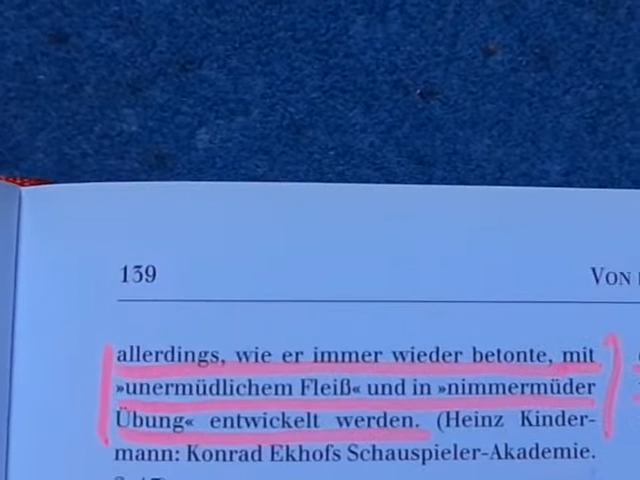 139
VON
allerdings, wie er immer wieder betonte, mit
»unermüdlichem Fleiß« und in »nimmermüder
Übung« entwickelt werden. (Heinz Kinder-
mann: Konrad Ekhofs Schauspieler-Akademie.